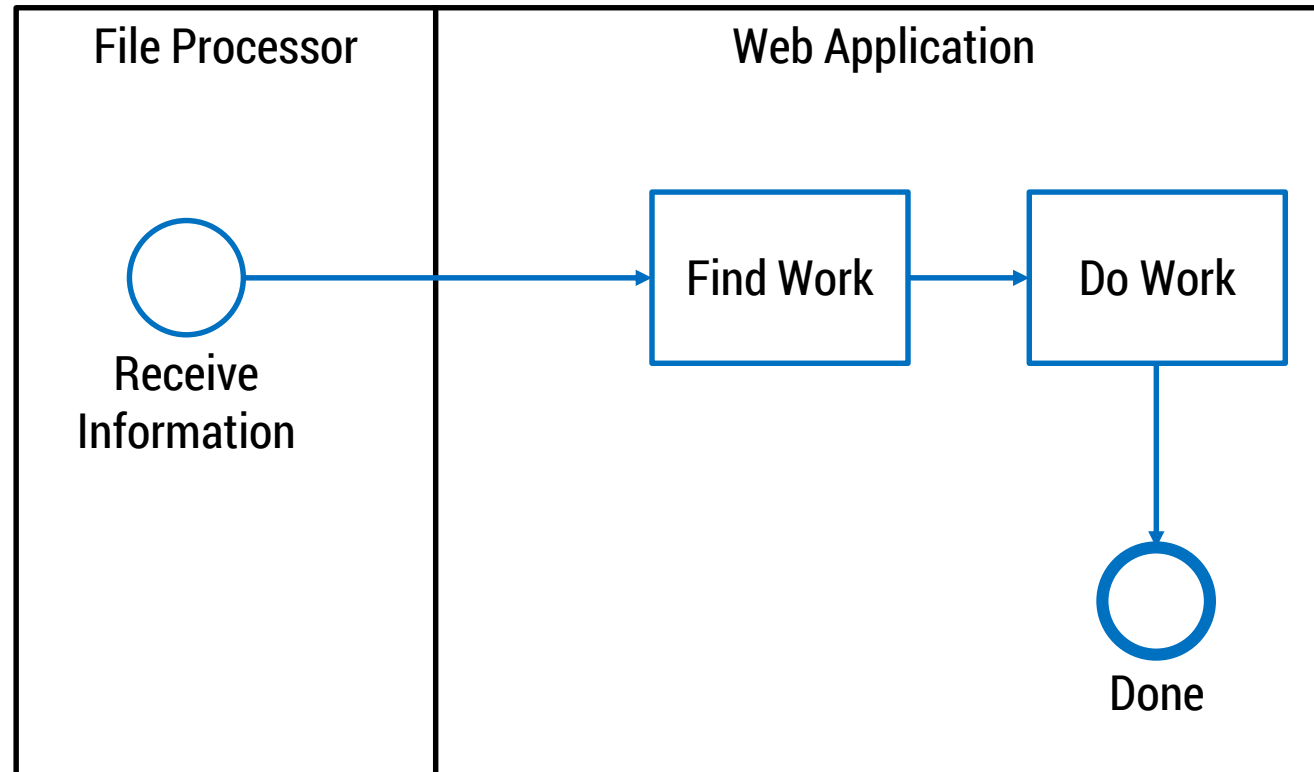 File Processor
Web Application
Find Work
Do Work
Receive
Information
Done